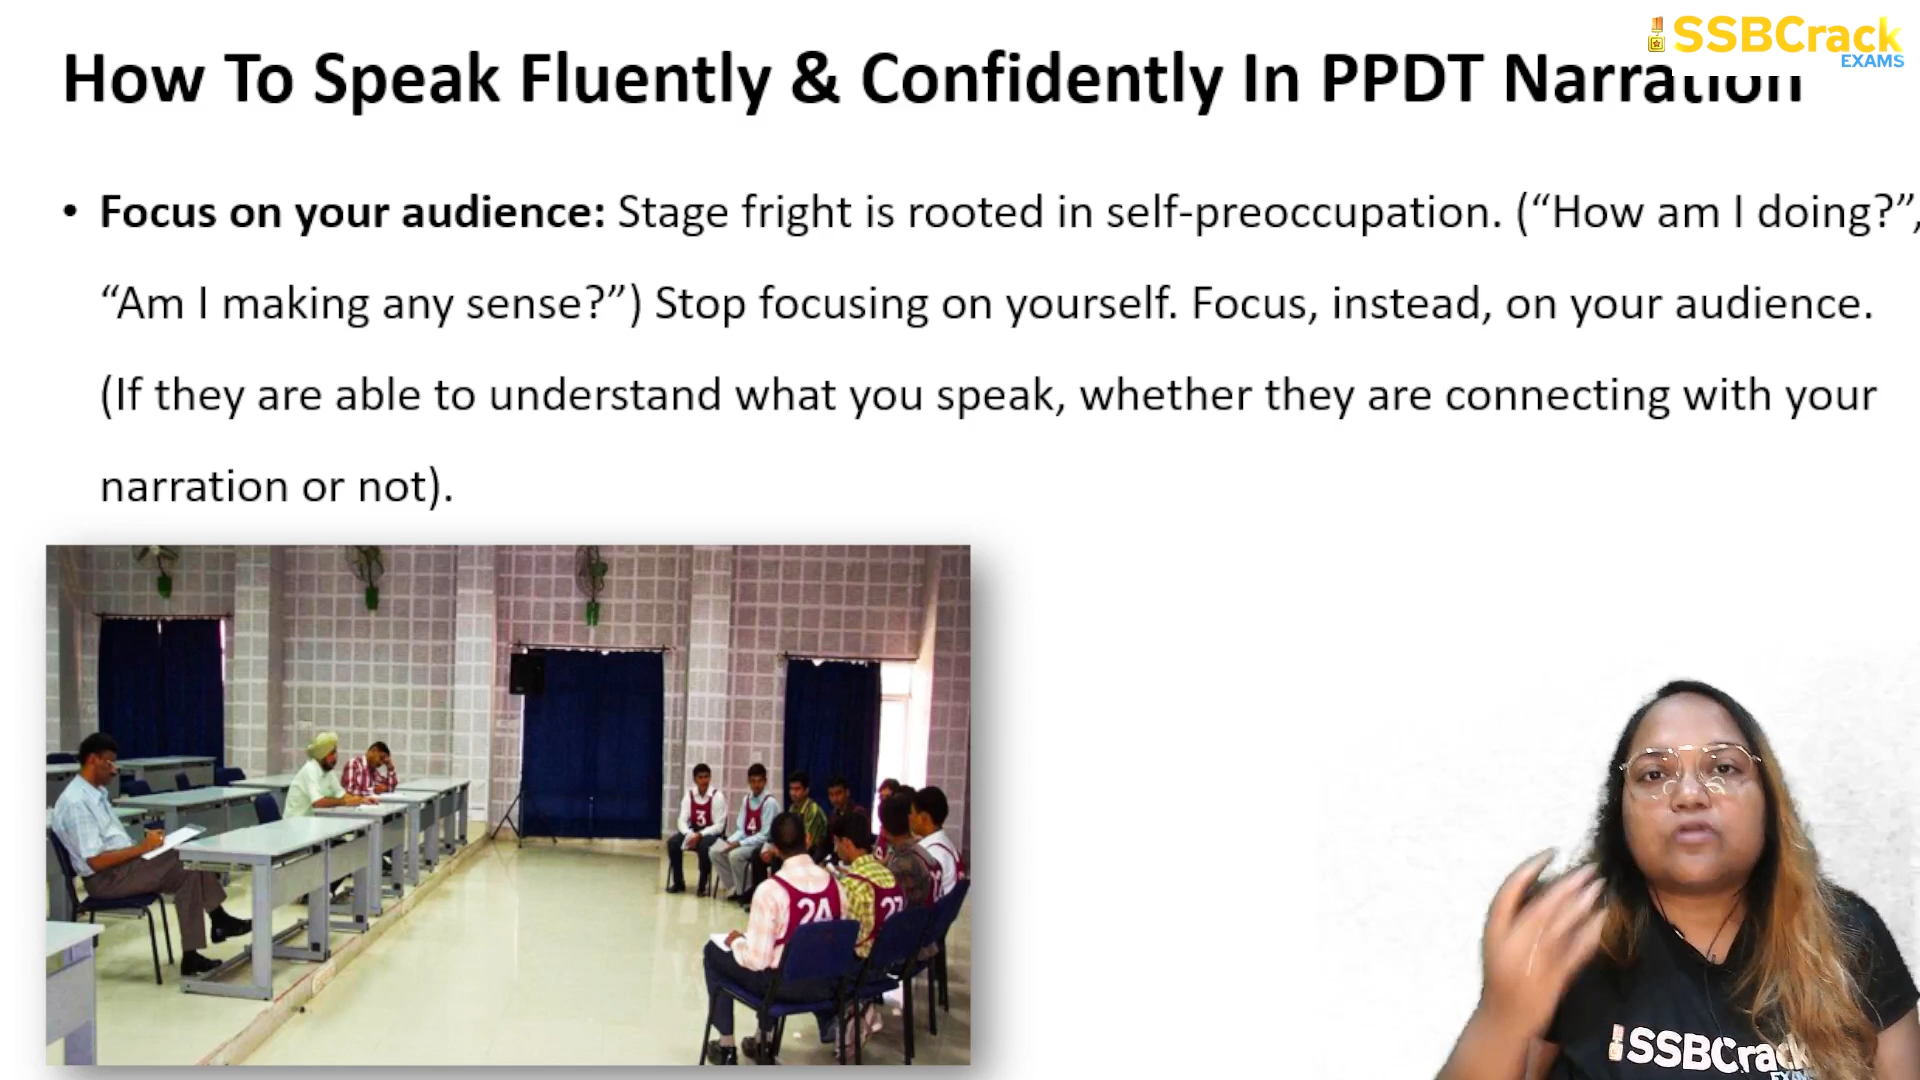 SSBCrack
EXAMS
How To Speak Fluently & Confidently In PPDT Narration
• Focus on your audience: Stage fright is rooted in self-preoccupation. (“How am I doing?”,
“Am I making any sense?”) Stop focusing on yourself. Focus, instead, on your audience.
(If they are able to understand what you speak, whether they are connecting with your
narration or not).
3
4
24
27
SSBCrack
EXAMS